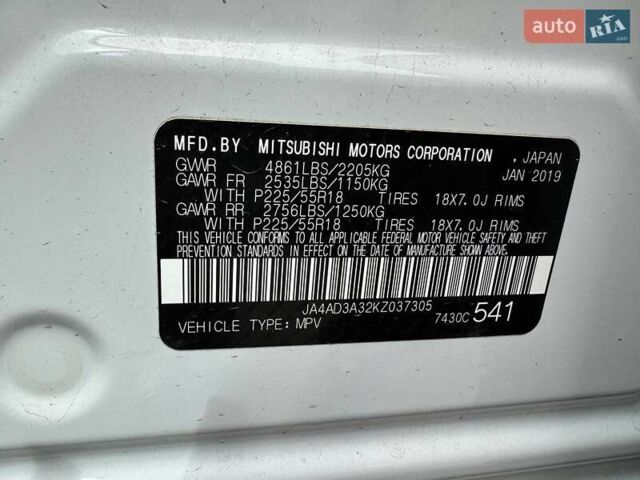 auto RIA.com
MFD.BY MITSUBISHI MOTORS CORPORATION , JAPAN
GVWR 4861LBS/2205KG JAN 2019
GAWR FR 2535LBS/1150KG
WITH P225/55R18 TIRES 18X7.0J RIMS
GAWR RR 2756LBS/1250KG
WITH P225/55R18 TIRES 18X7.0J RIMS
THIS VEHICLE CONFORMS TO ALL APPLICABLE FEDERAL MOTOR VEHICLE SAFETY AND THEFT
PREVENTION STANDARDS IN EFFECT ON THE DATE OF MANUFACTURE SHOWN ABOVE.
JA4AD3A32KZ037305
VEHICLE TYPE: MPV 7430C 541